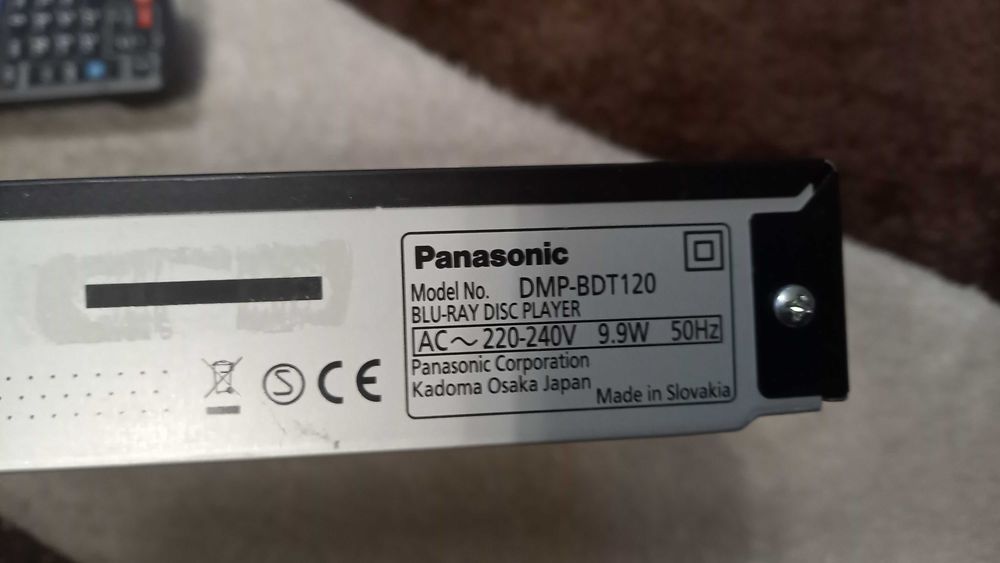 Panasonic
Model No. DMP-BDT120
BLU-RAY DISC PLAYER
AC～220-240V 9.9W 50Hz
Panasonic Corporation
Kadoma Osaka Japan
Made in Slovakia
S
CE